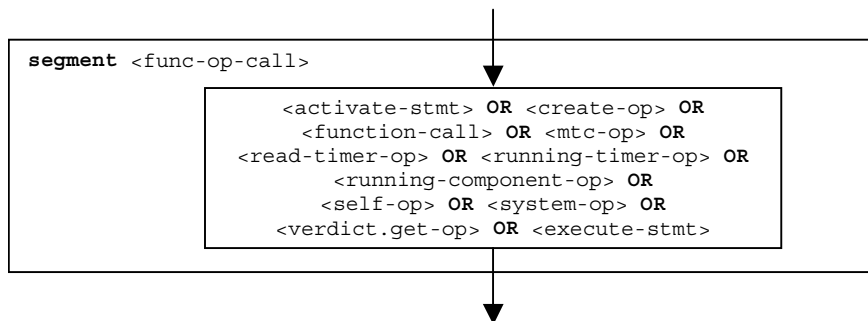 segment <func-op-call>
<activate-stmt> OR <create-op> OR
<function-call> OR <mtc-op> OR
<read-timer-op> OR <running-timer-op> OR
<running-component-op> OR
<self-op> OR <system-op> OR
<verdict.get-op> OR <execute-stmt>